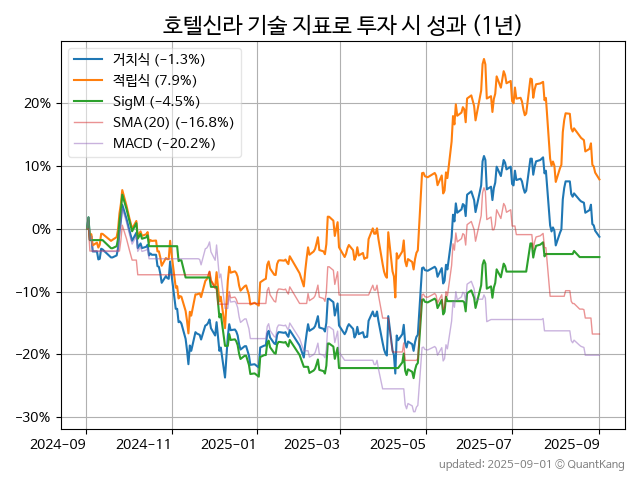 호텔신라 기술 지표로 투자 시 성과 (1년)
거치식 (−1.3%)
적립식 (7.9%)
SigM (−4.5%)
SMA(20) (−16.8%)
MACD (−20.2%)
20%
10%
0%
−10%
−20%
−30%
2024-09
2024-11
2025-01
2025-03
2025-05
2025-07
2025-09
updated: 2025-09-01 © QuantKang